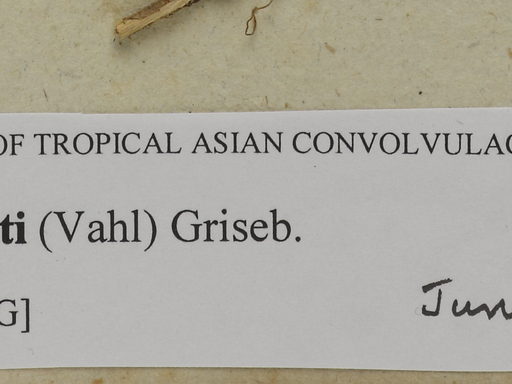 OF TROPICAL ASIAN CONVOLVULAC
ti (Vahl) Griseb.
G]
Jun